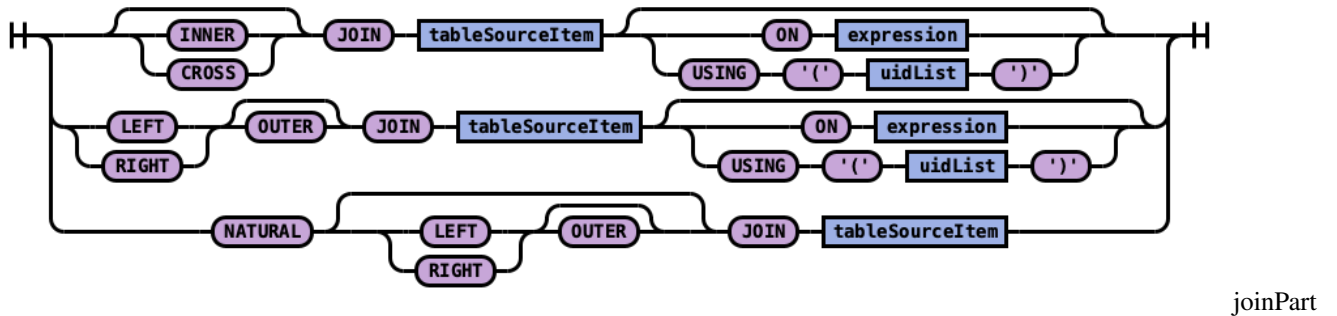 INNER JOIN tableSourceItem ON expression
CROSS USING '(' uidList ')'
LEFT OUTER JOIN tableSourceItem ON expression
RIGHT USING '(' uidList ')'
NATURAL LEFT OUTER JOIN tableSourceItem
RIGHT
joinPart